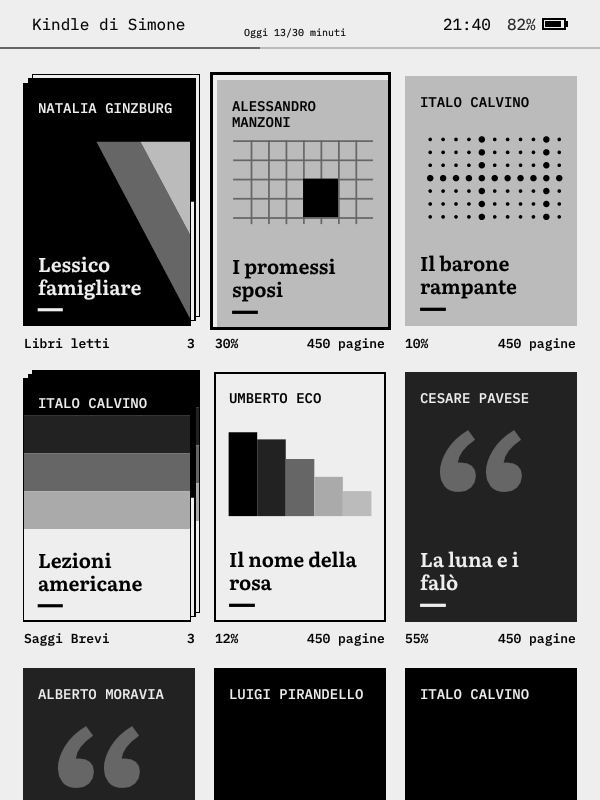 Kindle di Simone
Oggi 13/30 minuti
21:40 82%
NATALIA GINZBURG
Lessico
famigliare
Libri letti 3
ALESSANDRO
MANZONI
I promessi
sposi
30% 450 pagine
ITALO CALVINO
Il barone
rampante
10% 450 pagine
ITALO CALVINO
Lezioni
americane
Saggi Brevi 3
UMBERTO ECO
Il nome della
rosa
12% 450 pagine
CESARE PAVESE
La luna e i
falò
55% 450 pagine
ALBERTO MORAVIA
LUIGI PIRANDELLO
ITALO CALVINO